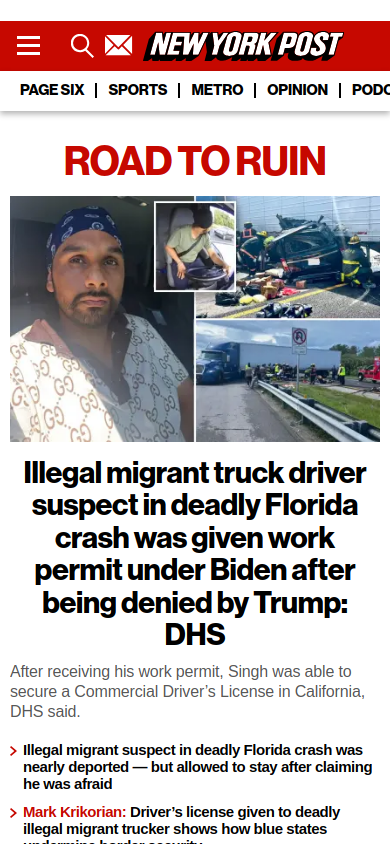 NEW YORK POST
PAGE SIX
SPORTS
METRO
OPINION
PODC
ROAD TO RUIN
Illegal migrant truck driver
suspect in deadly Florida
crash was given work
permit under Biden after
being denied by Trump:
DHS
After receiving his work permit, Singh was able to
secure a Commercial Driver’s License in California,
DHS said.
Illegal migrant suspect in deadly Florida crash was
nearly deported — but allowed to stay after claiming
he was afraid
Mark Krikorian: Driver’s license given to deadly
illegal migrant trucker shows how blue states
undermine border security